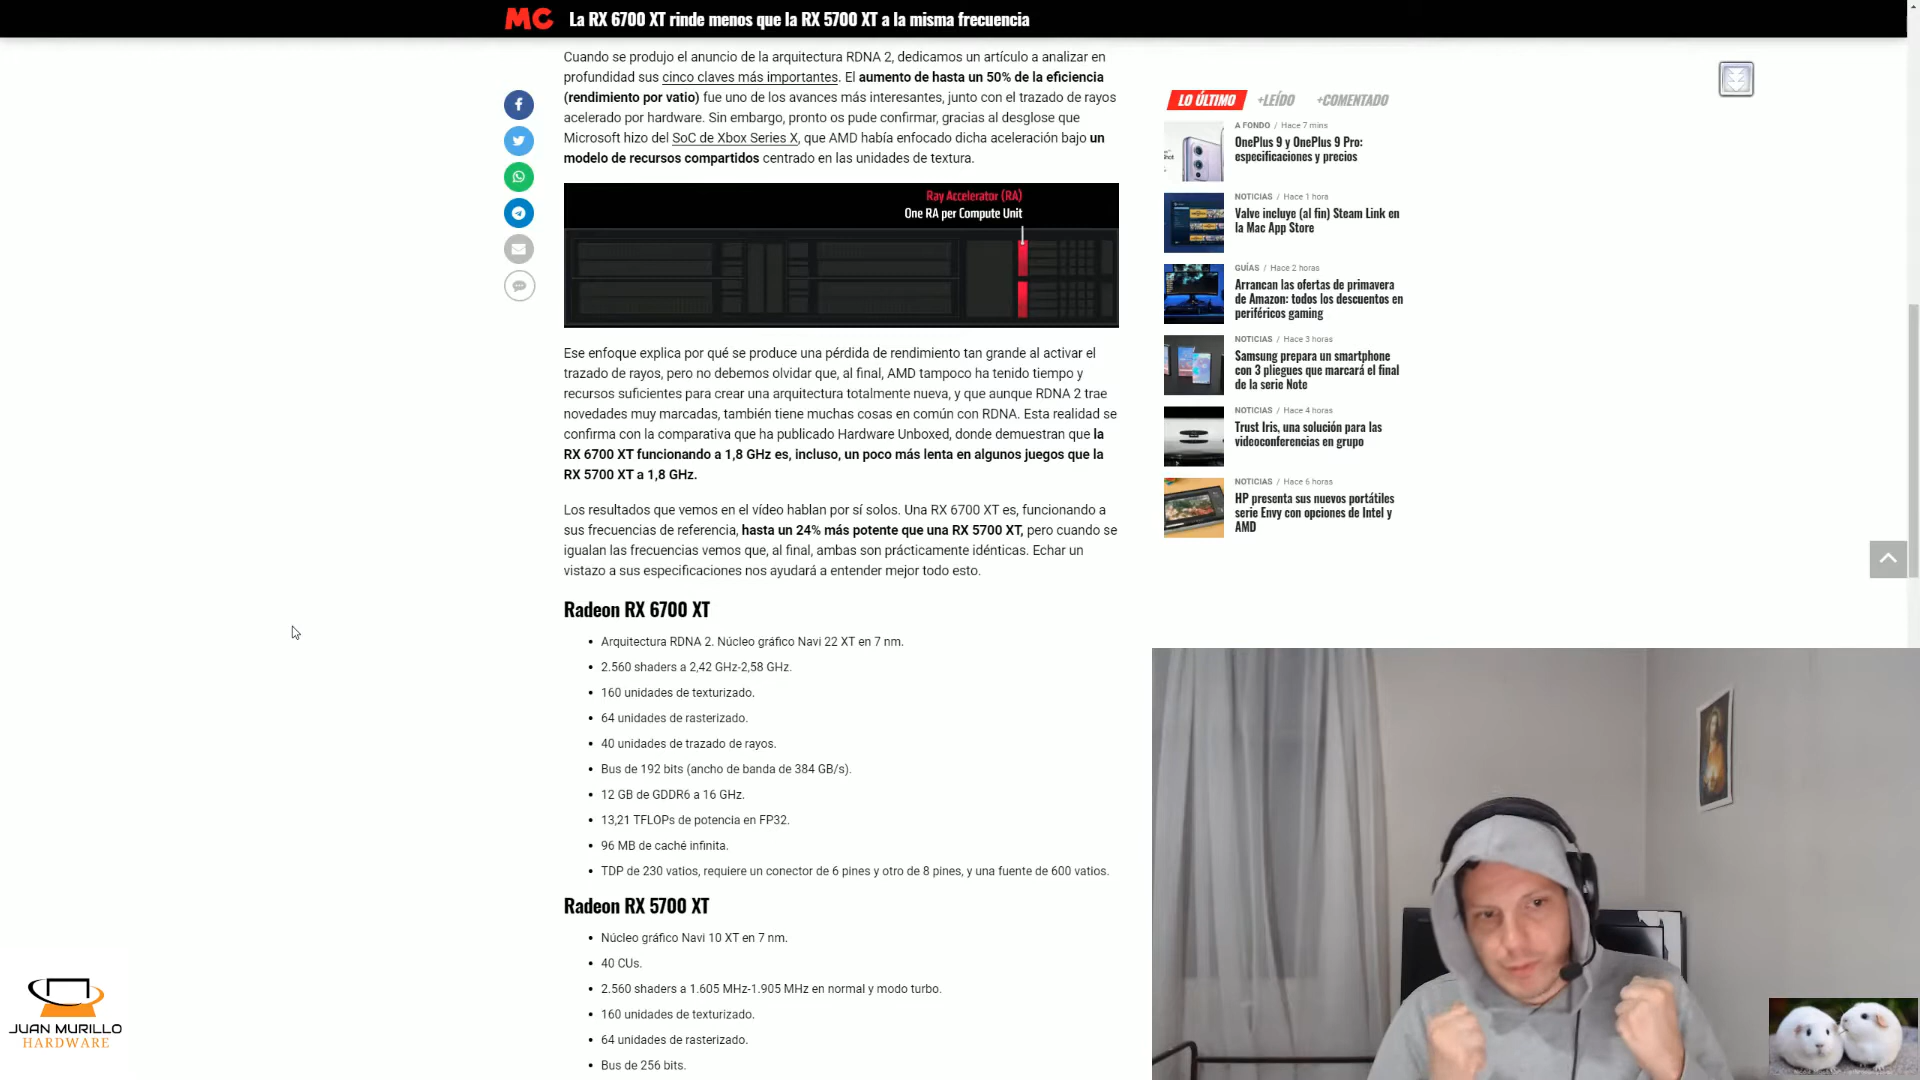 MC La RX 6700 XT rinde menos que la RX 5700 XT a la misma frecuencia
Cuando se produjo el anuncio de la arquitectura RDNA 2, dedicamos un artículo a analizar en
profundidad sus cinco claves más importantes. El aumento de hasta un 50% de la eficiencia
(rendimiento por vatio) fue uno de los avances más interesantes, junto con el trazado de rayos
acelerado por hardware. Sin embargo, pronto os pude confirmar, gracias al desglose que
Microsoft hizo del SoC de Xbox Series X, que AMD había enfocado dicha aceleración bajo un
modelo de recursos compartidos centrado en las unidades de textura.
Ray Accelerator (RA)
One RA per Compute Unit
Ese enfoque explica por qué se produce una pérdida de rendimiento tan grande al activar el
trazado de rayos, pero no debemos olvidar que, al final, AMD tampoco ha tenido tiempo y
recursos suficientes para crear una arquitectura totalmente nueva, y que aunque RDNA 2 trae
novedades muy marcadas, también tiene muchas cosas en común con RDNA. Esta realidad se
confirma con la comparativa que ha publicado Hardware Unboxed, donde demuestran que la
RX 6700 XT funcionando a 1,8 GHz es, incluso, un poco más lenta en algunos juegos que la
RX 5700 XT a 1,8 GHz.
Los resultados que vemos en el vídeo hablan por sí solos. Una RX 6700 XT es, funcionando a
sus frecuencias de referencia, hasta un 24% más potente que una RX 5700 XT, pero cuando se
igualan las frecuencias vemos que, al final, ambas son prácticamente idénticas. Echar un
vistazo a sus especificaciones nos ayudará a entender mejor todo esto.
Radeon RX 6700 XT
Arquitectura RDNA 2. Núcleo gráfico Navi 22 XT en 7 nm.
2.560 shaders a 2,42 GHz-2,58 GHz.
160 unidades de texturizado.
64 unidades de rasterizado.
40 unidades de trazado de rayos.
Bus de 192 bits (ancho de banda de 384 GB/s).
12 GB de GDDR6 a 16 GHz.
13,21 TFLOPs de potencia en FP32.
96 MB de caché infinita.
TDP de 230 vatios, requiere un conector de 6 pines y otro de 8 pines, y una fuente de 600 vatios.
Radeon RX 5700 XT
Núcleo gráfico Navi 10 XT en 7 nm.
40 CUs.
2.560 shaders a 1.605 MHz-1.905 MHz en normal y modo turbo.
160 unidades de texturizado.
64 unidades de rasterizado.
Bus de 256 bits.
LO ÚLTIMO +LEÍDO +COMENTADO
A FONDO / Hace 7 mins
OnePlus 9 y OnePlus 9 Pro:
especificaciones y precios
NOTICIAS / Hace 1 hora
Valve incluye (al fin) Steam Link en
la Mac App Store
GUÍAS / Hace 2 horas
Arrancan las ofertas de primavera
de Amazon: todos los descuentos en
periféricos gaming
NOTICIAS / Hace 3 horas
Samsung prepara un smartphone
con 3 pliegues que marcará el final
de la serie Note
NOTICIAS / Hace 4 horas
Trust Iris, una solución para las
videoconferencias en grupo
NOTICIAS / Hace 6 horas
HP presenta sus nuevos portátiles
serie Envy con opciones de Intel y
AMD
JUAN MURILLO
HARDWARE